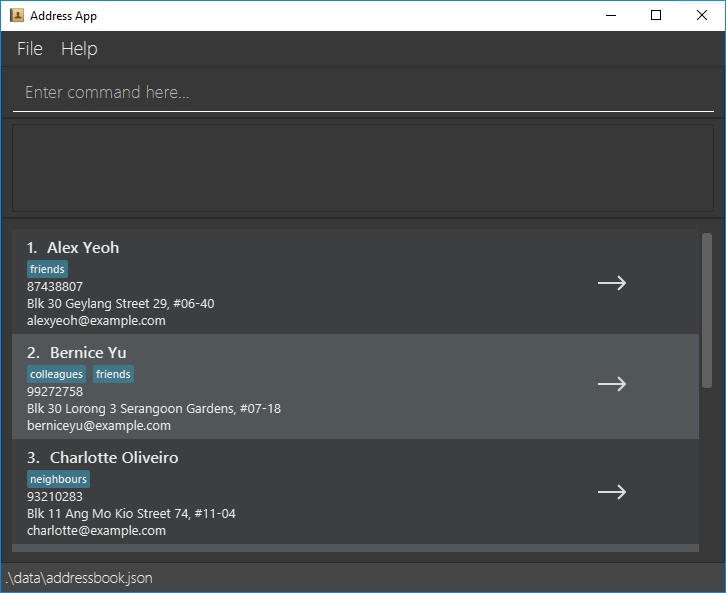 Address App
File Help
Enter command here...
1. Alex Yeoh
friends
87438807
Blk 30 Geylang Street 29, #06-40
alexyeoh@example.com
2. Bernice Yu
colleagues friends
99272758
Blk 30 Lorong 3 Serangoon Gardens, #07-18
berniceyu@example.com
3. Charlotte Oliveiro
neighbours
93210283
Blk 11 Ang Mo Kio Street 74, #11-04
charlotte@example.com
.\data\addressbook.json